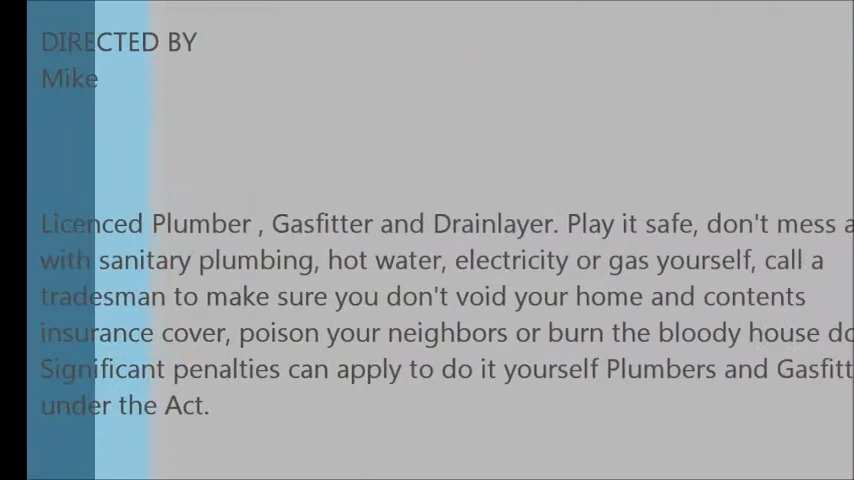 DIRECTED BY
Mike
Licenced Plumber , Gasfitter and Drainlayer. Play it safe, don't mess a
with sanitary plumbing, hot water, electricity or gas yourself, call a
tradesman to make sure you don't void your home and contents
insurance cover, poison your neighbors or burn the bloody house do
Significant penalties can apply to do it yourself Plumbers and Gasfitt
under the Act.